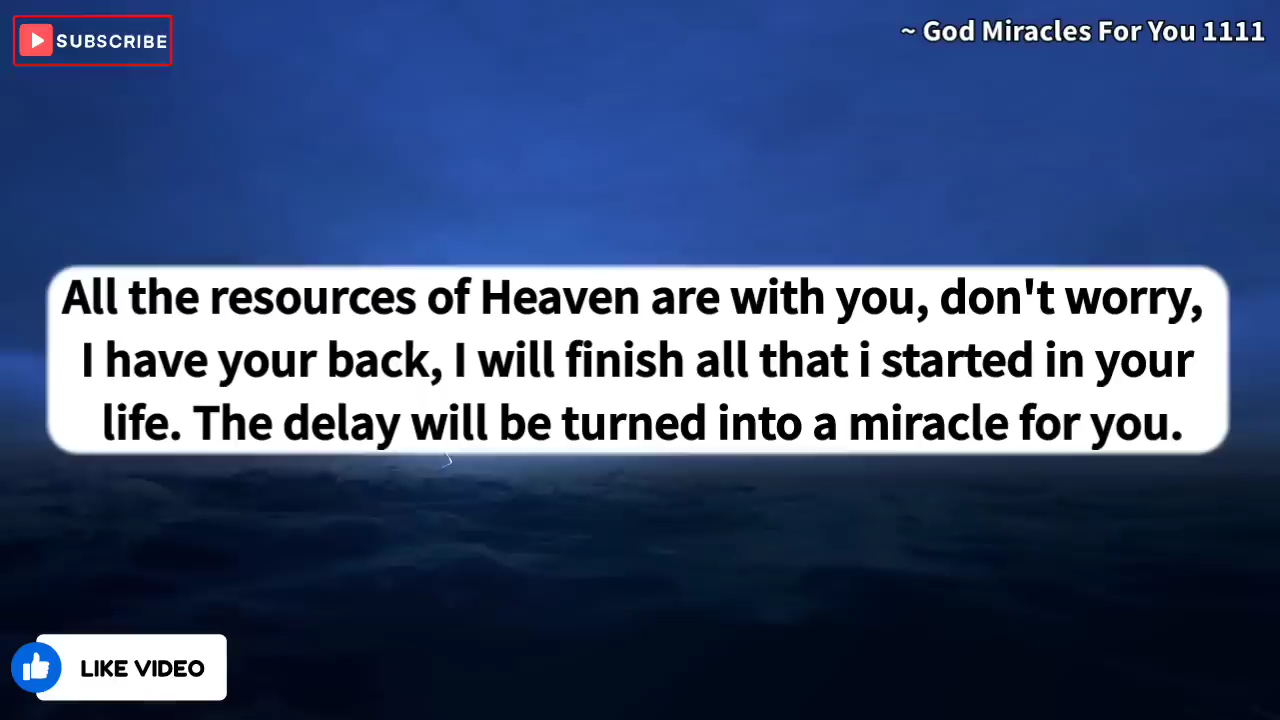 SUBSCRIBE
~ God Miracles For You 1111
All the resources of Heaven are with you, don't worry,
I have your back, I will finish all that i started in your
life. The delay will be turned into a miracle for you.
LIKE VIDEO